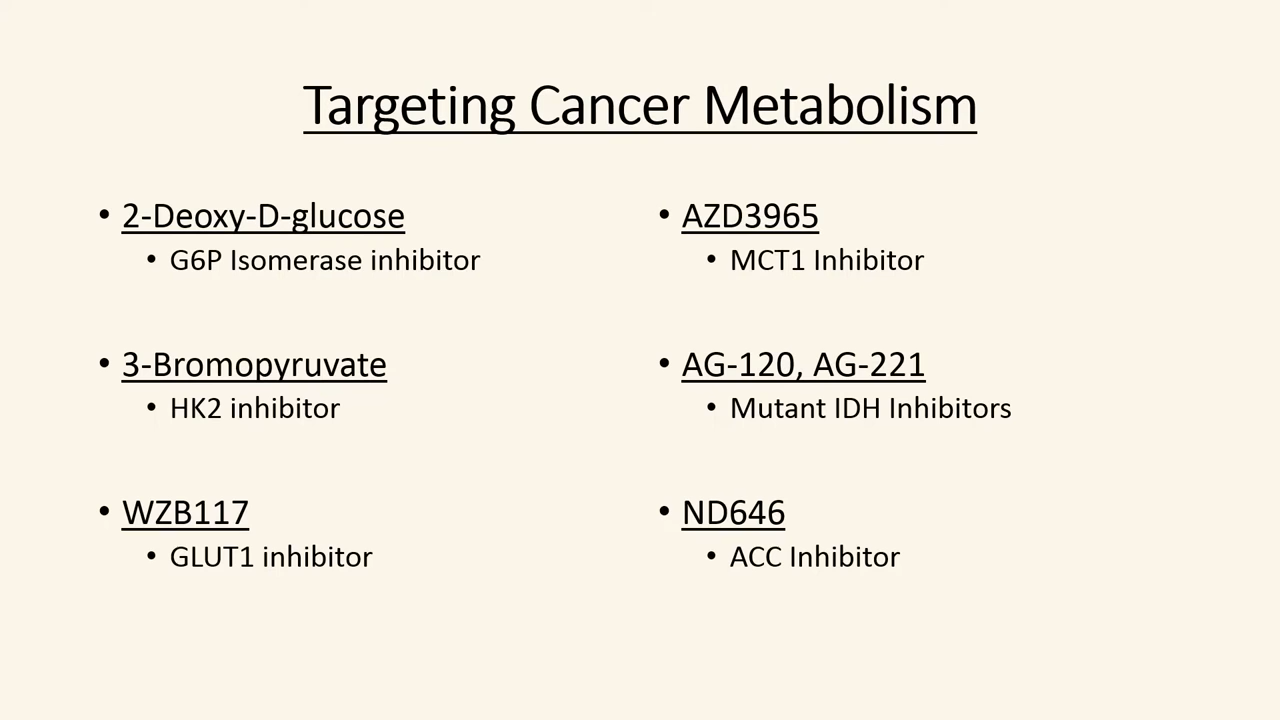 Targeting Cancer Metabolism
• 2-Deoxy-D-glucose
• G6P Isomerase inhibitor
• 3-Bromopyruvate
• HK2 inhibitor
• WZB117
• GLUT1 inhibitor
• AZD3965
• MCT1 Inhibitor
• AG-120, AG-221
• Mutant IDH Inhibitors
• ND646
• ACC Inhibitor